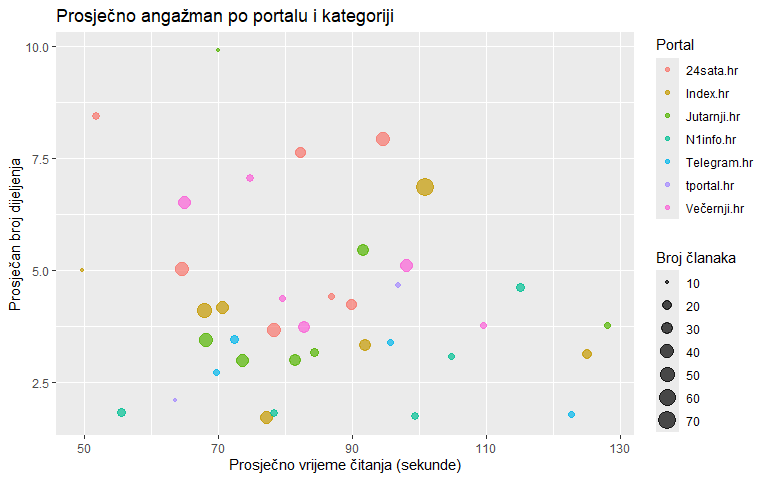 Prosječno angažman po portalu i kategoriji
Prosječan broj dijeljenja
10.0
7.5
5.0
2.5
50
70
90
110
130
Prosječno vrijeme čitanja (sekunde)
Portal
24sata.hr
Index.hr
Jutarnji.hr
N1info.hr
Telegram.hr
tportal.hr
Večernji.hr
Broj članaka
10
20
30
40
50
60
70